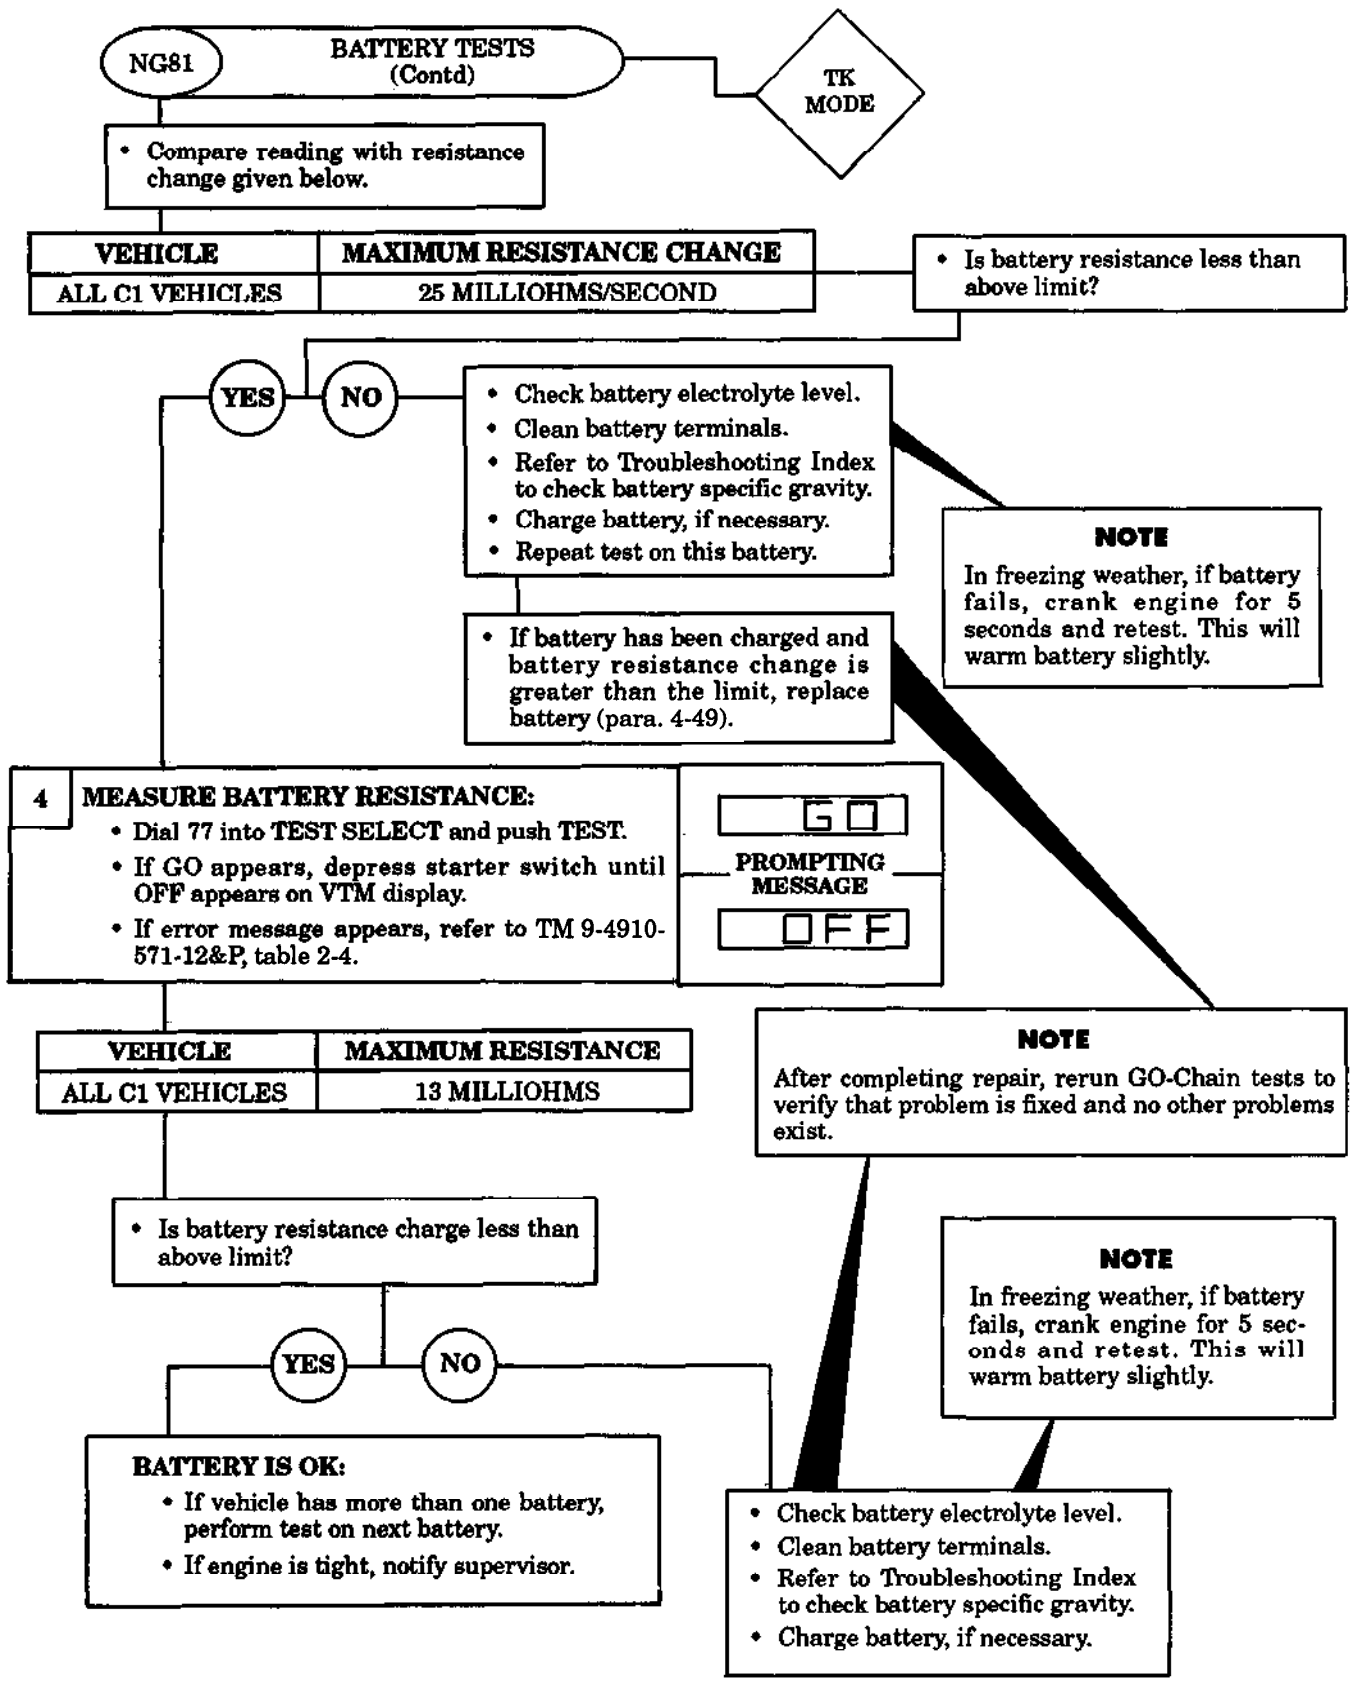 NG81
BATTERY TESTS
(Contd)
TK
MODE
• Compare reading with resistance
change given below.
VEHICLE
MAXIMUM RESISTANCE CHANGE
ALL C1 VEHICLES
25 MILLIOHMS/SECOND
• Is battery resistance less than
above limit?
YES
NO
• Check battery electrolyte level.
• Clean battery terminals.
• Refer to Troubleshooting Index
to check battery specific gravity.
• Charge battery, if necessary.
• Repeat test on this battery.
NOTE
In freezing weather, if battery
fails, crank engine for 5
seconds and retest. This will
warm battery slightly.
• If battery has been charged and
battery resistance change is
greater than the limit, replace
battery (para. 4-49).
4
MEASURE BATTERY RESISTANCE:
• Dial 77 into TEST SELECT and push TEST.
• If GO appears, depress starter switch until
OFF appears on VTM display.
• If error message appears, refer to TM 9-4910-
571-12&P, table 2-4.
GO
PROMPTING
MESSAGE
OFF
VEHICLE
MAXIMUM RESISTANCE
ALL C1 VEHICLES
13 MILLIOHMS
NOTE
After completing repair, rerun GO-Chain tests to
verify that problem is fixed and no other problems
exist.
• Is battery resistance charge less than
above limit?
NOTE
In freezing weather, if battery
fails, crank engine for 5 sec-
onds and retest. This will
warm battery slightly.
YES
NO
BATTERY IS OK:
• If vehicle has more than one battery,
perform test on next battery.
• If engine is tight, notify supervisor.
• Check battery electrolyte level.
• Clean battery terminals.
• Refer to Troubleshooting Index
to check battery specific gravity.
• Charge battery, if necessary.